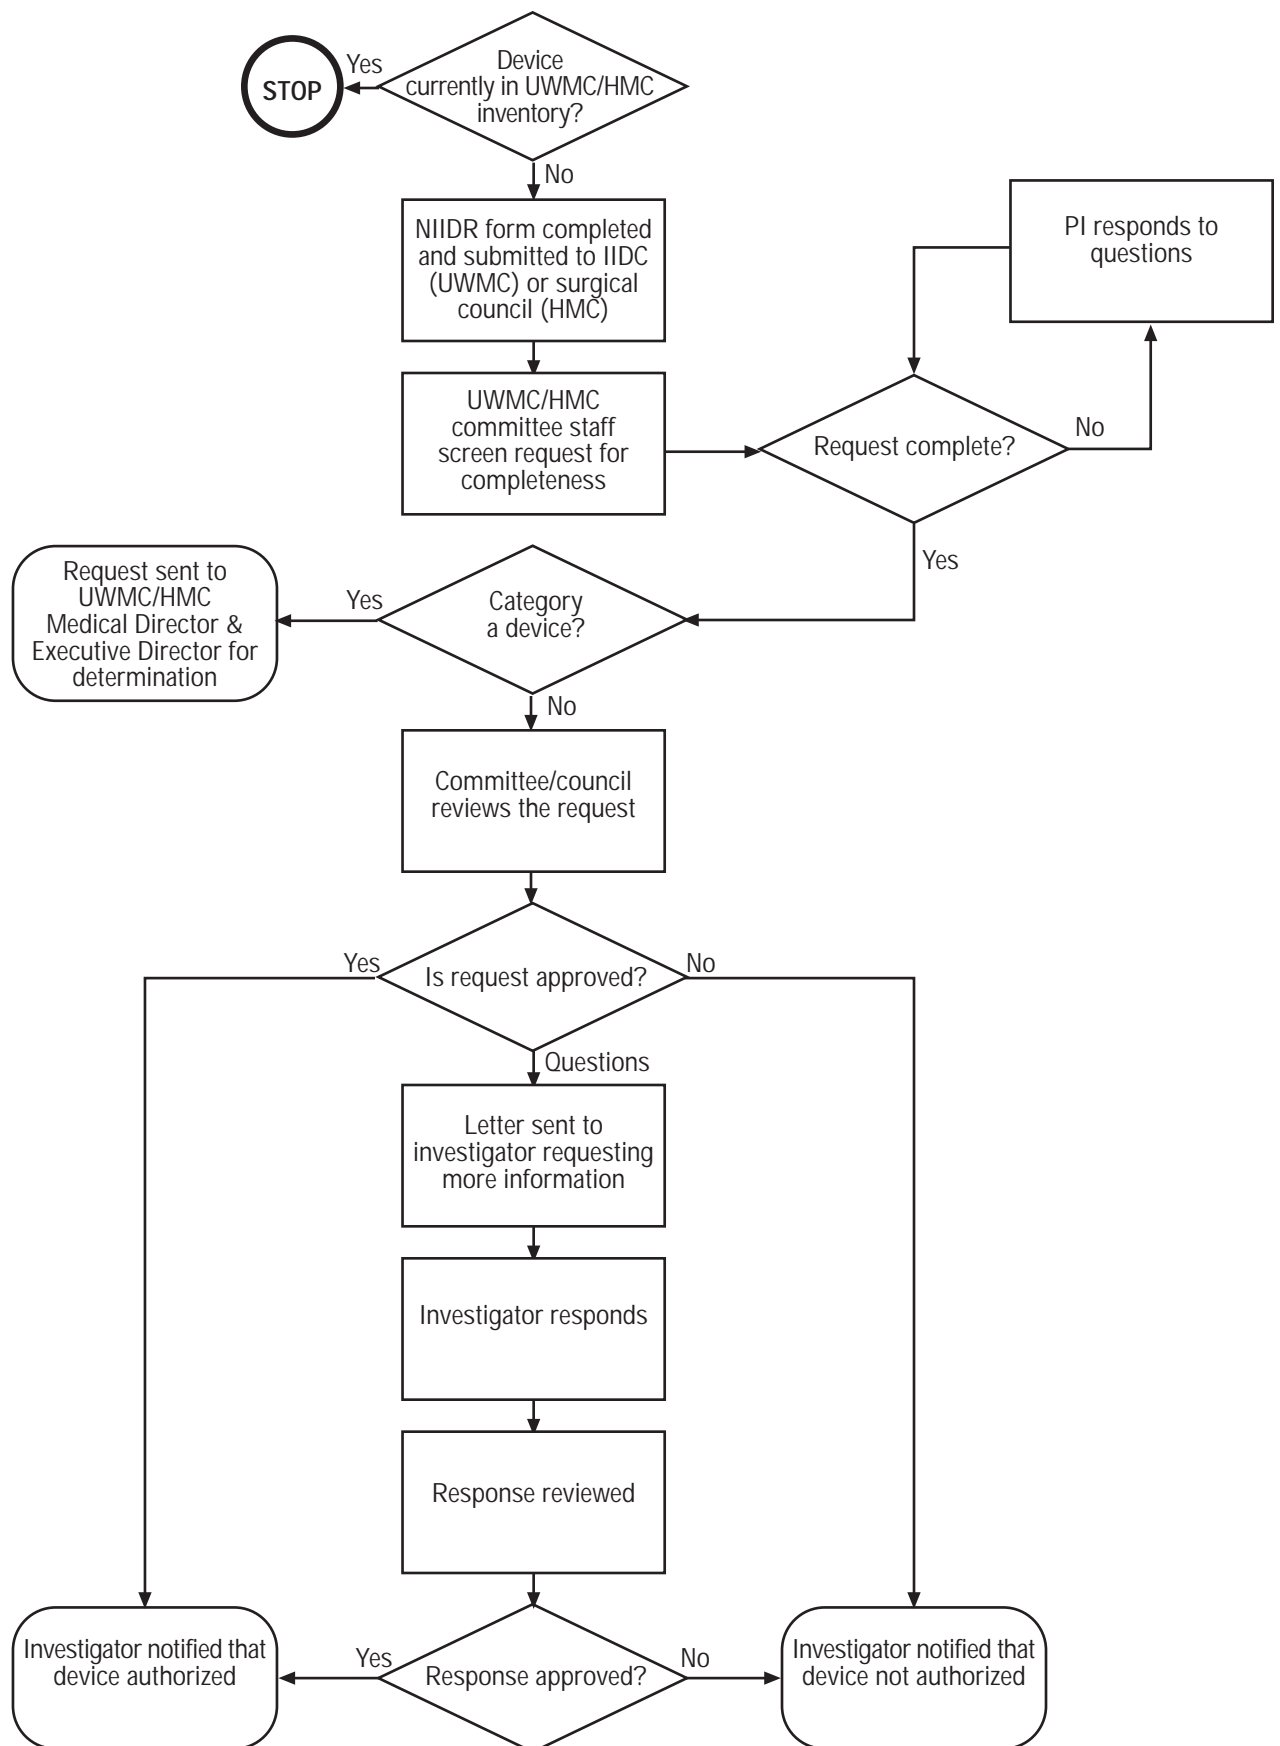 Device
currently in UWMC/HMC
inventory?
Yes
STOP
No
NIIDR form completed
and submitted to IIDC
(UWMC) or surgical
council (HMC)
PI responds to
questions
UWMC/HMC
committee staff
screen request for
completeness
Request complete?
No
Yes
Category
a device?
Yes
Request sent to
UWMC/HMC
Medical Director &
Executive Director for
determination
No
Committee/council
reviews the request
Is request approved?
Yes
No
Questions
Letter sent to
investigator requesting
more information
Investigator responds
Response reviewed
Response approved?
Yes
No
Investigator notified that
device authorized
Investigator notified that
device not authorized